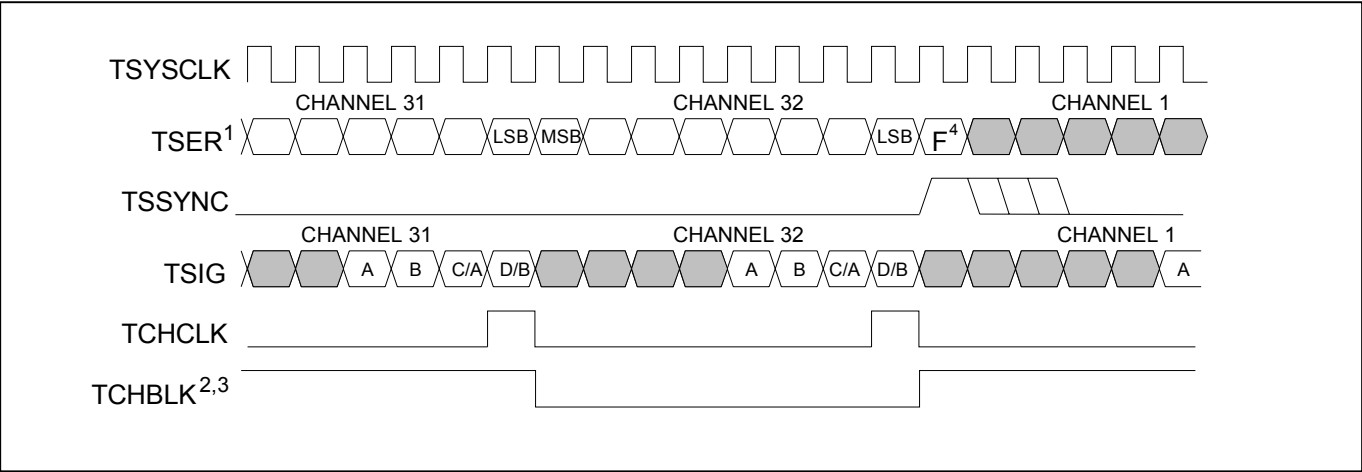 TSYSCLK
CHANNEL 31 CHANNEL 32 CHANNEL 1
TSER1 LSB MSB LSB F4
TSSYNC
CHANNEL 31 CHANNEL 32 CHANNEL 1
TSIG A B C/A D/B A B C/A D/B A
TCHCLK
TCHBLK2,3